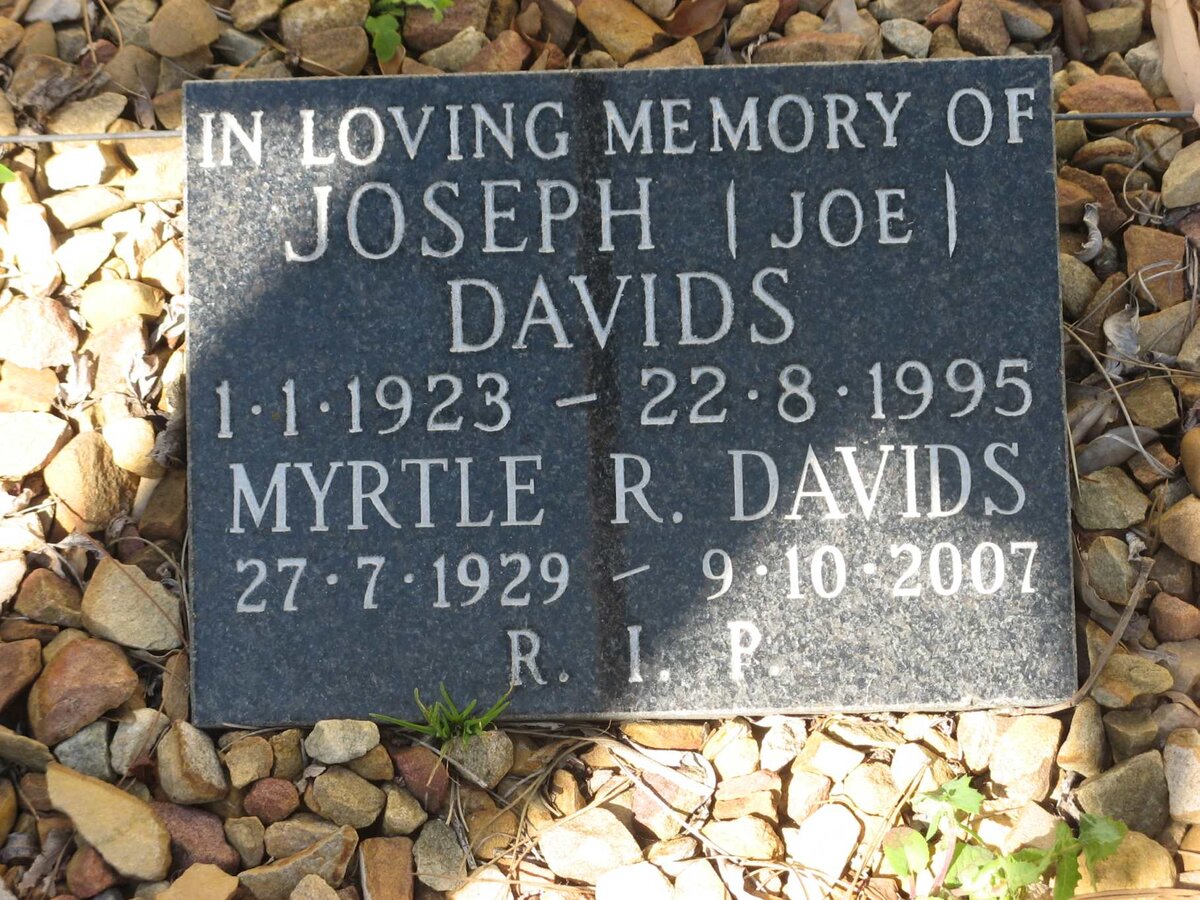 IN LOVING MEMORY OF
JOSEPH (JOE)
DAVIDS
1·1·1923 – 22·8·1995
MYRTLE R. DAVIDS
27·7·1929 – 9·10·2007
R. I. P.